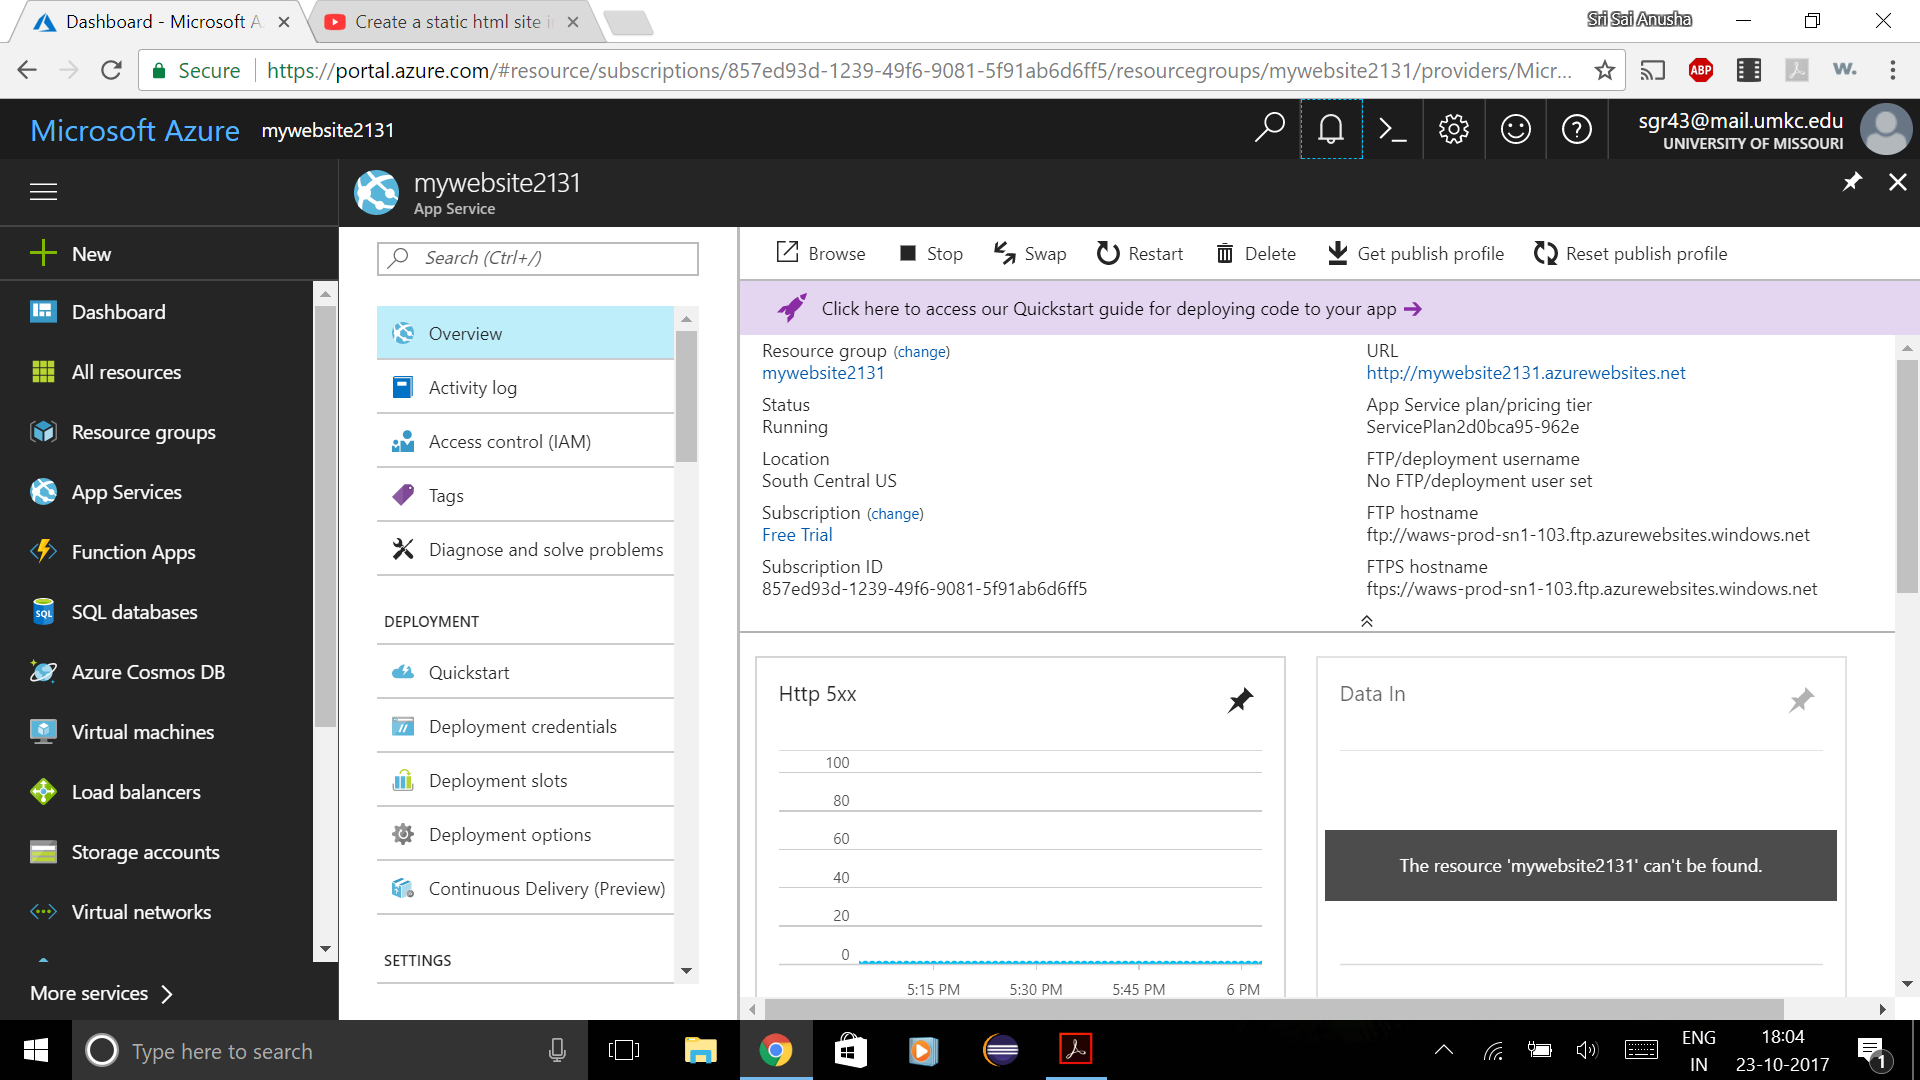 Dashboard - Microsoft A
Create a static html site i
Sri Sai Anusha
Secure
https://portal.azure.com/#resource/subscriptions/857ed93d-1239-49f6-9081-5f91ab6d6ff5/resourcegroups/mywebsite2131/providers/Micr...
ABP
w.
Microsoft Azure
mywebsite2131
sgr43@mail.umkc.edu
UNIVERSITY OF MISSOURI
mywebsite2131
App Service
New
Dashboard
All resources
Resource groups
App Services
Function Apps
SQL
SQL databases
Azure Cosmos DB
Virtual machines
Load balancers
Storage accounts
Virtual networks
More services
Search (Ctrl+/)
Overview
Activity log
Access control (IAM)
Tags
Diagnose and solve problems
DEPLOYMENT
Quickstart
Deployment credentials
Deployment slots
Deployment options
Continuous Delivery (Preview)
SETTINGS
Browse
Stop
Swap
Restart
Delete
Get publish profile
Reset publish profile
Click here to access our Quickstart guide for deploying code to your app
Resource group (change)
mywebsite2131
Status
Running
Location
South Central US
Subscription (change)
Free Trial
Subscription ID
857ed93d-1239-49f6-9081-5f91ab6d6ff5
URL
http://mywebsite2131.azurewebsites.net
App Service plan/pricing tier
ServicePlan2d0bca95-962e
FTP/deployment username
No FTP/deployment user set
FTP hostname
ftp://waws-prod-sn1-103.ftp.azurewebsites.windows.net
FTPS hostname
ftps://waws-prod-sn1-103.ftp.azurewebsites.windows.net
Http 5xx
100
80
60
40
20
0
5:15 PM
5:30 PM
5:45 PM
6 PM
Data In
The resource 'mywebsite2131' can't be found.
Type here to search
ENG
IN
18:04
23-10-2017
1